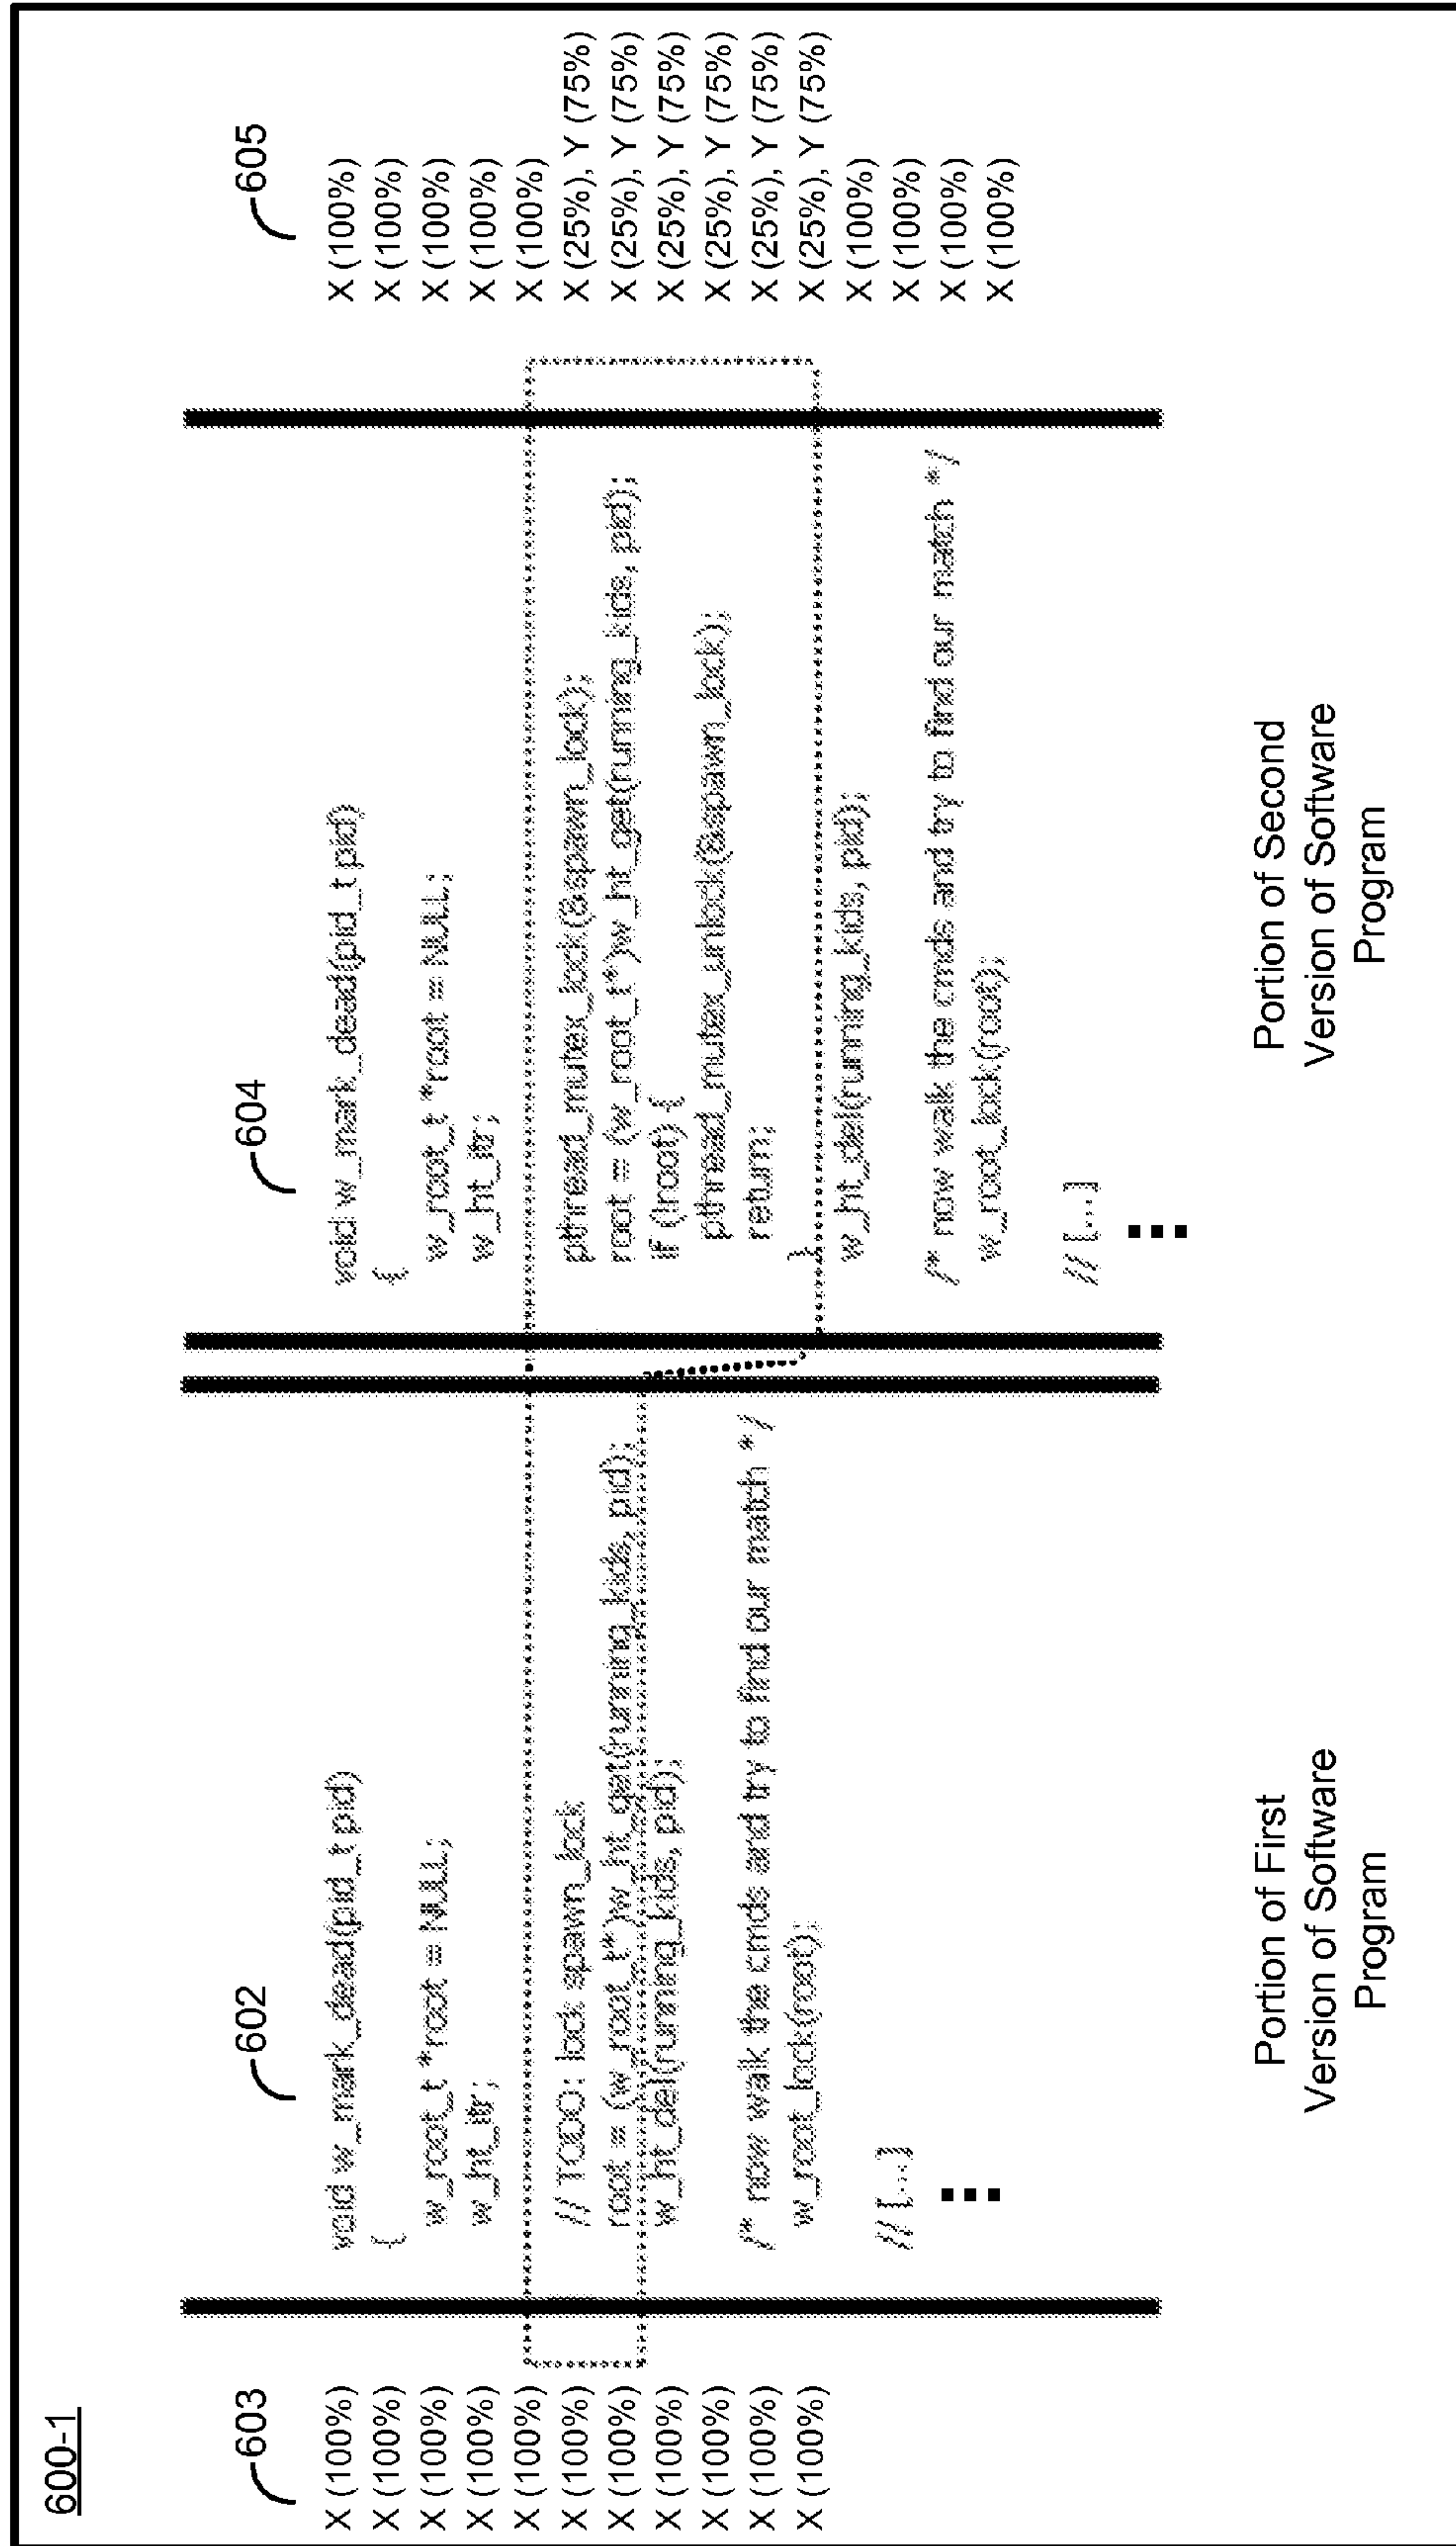 600-1
603
X (100%)
X (100%)
X (100%)
X (100%)
X (100%)
X (100%)
X (100%)
X (100%)
X (100%)
X (100%)
X (100%)
602
void w_mark_dead(pid_t pid)
{
w_root_t *root = NULL;
w_ht_itr;
// TODO: lock spawn_lock
root = (w_root_t*)w_ht_get(running_kids, pid);
w_ht_del(running_kids, pid);
/* now walk the cmds and try to find our match */
w_root_lock(root);
// [...]
Portion of First
Version of Software
Program
604
void w_mark_dead(pid_t pid)
{
w_root_t *root = NULL;
w_ht_itr;
pthread_mutex_lock(&spawn_lock);
root = (w_root_t*)w_ht_get(running_kids, pid);
if (!root) {
pthread_mutex_unlock(&spawn_lock);
return;
}
w_ht_del(running_kids, pid);
/* now walk the cmds and try to find our match */
w_root_lock(root);
// [...]
Portion of Second
Version of Software
Program
605
X (100%)
X (100%)
X (100%)
X (100%)
X (100%)
X (25%), Y (75%)
X (25%), Y (75%)
X (25%), Y (75%)
X (25%), Y (75%)
X (25%), Y (75%)
X (25%), Y (75%)
X (100%)
X (100%)
X (100%)
X (100%)